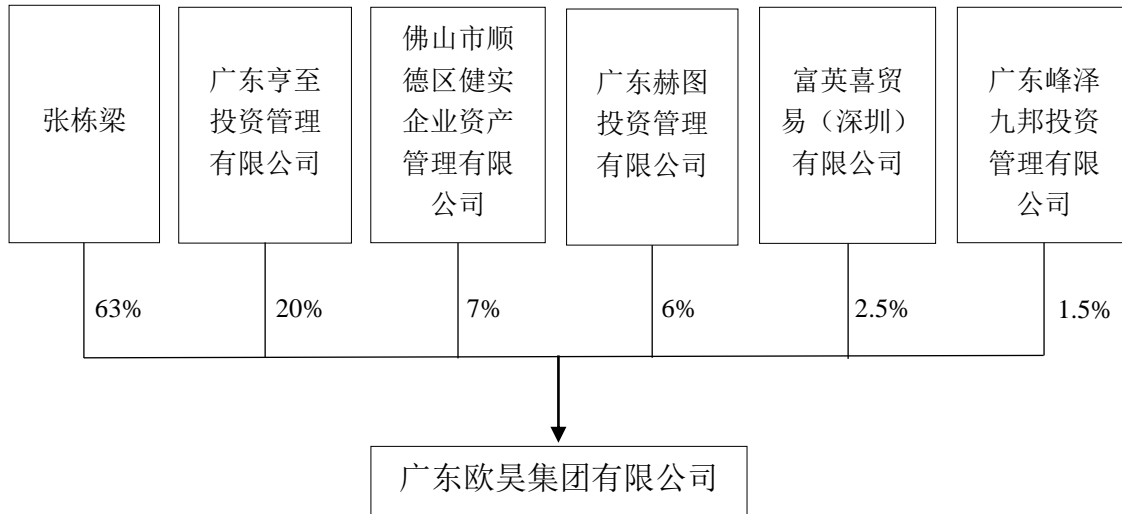 张栋梁
广东亨至
投资管理
有限公司
佛山市顺
德区健实
企业资产
管理有限
公司
广东赫图
投资管理
有限公司
富英喜贸
易（深圳）
有限公司
广东峰泽
九邦投资
管理有限
公司
63%
20%
7%
6%
2.5%
1.5%
广东欧昊集团有限公司